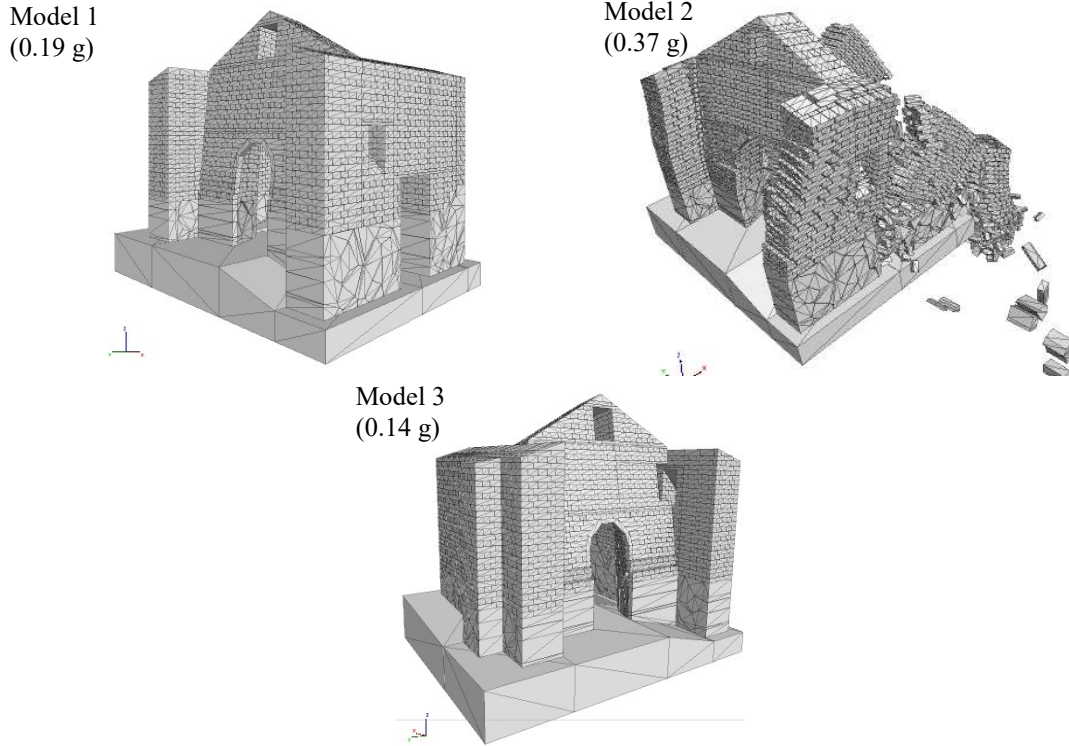 Model 1
(0.19 g)
Model 2
(0.37 g)
Model 3
(0.14 g)